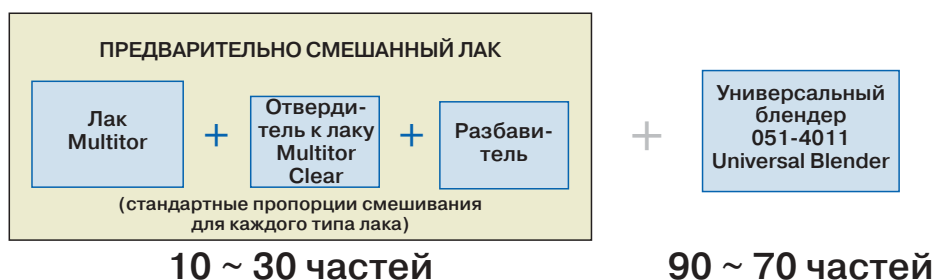 ПРЕДВАРИТЕЛЬНО СМЕШАННЫЙ ЛАК
Лак
Multitor
+
Отверди-
тель к лаку
Multitor
Clear
+
Разбави-
тель
(стандартные пропорции смешивания
для каждого типа лака)
+
Универсальный
блендер
051-4011
Universal Blender
10 ~ 30 частей
90 ~ 70 частей